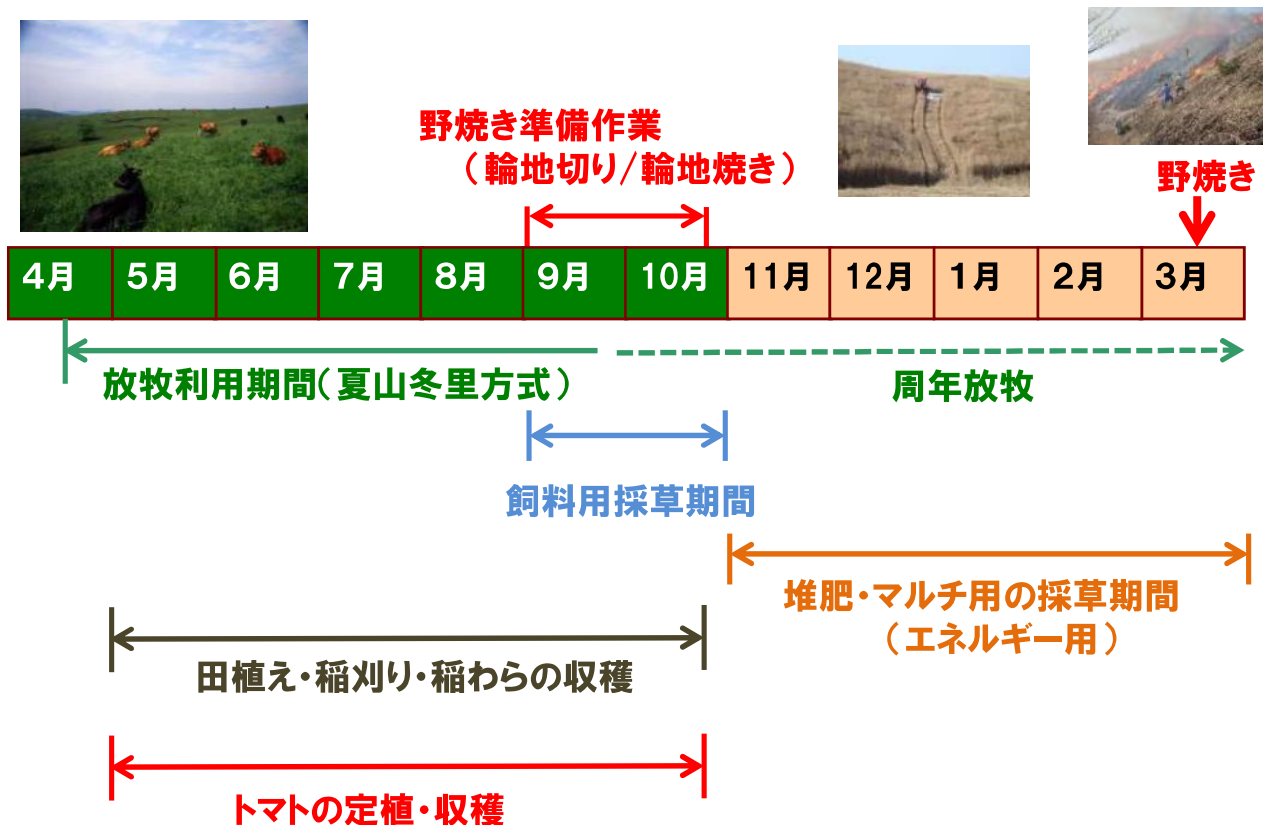 野焼き準備作業
（輪地切り/輪地焼き）
野焼き
4月 5月 6月 7月 8月 9月 10月 11月 12月 1月 2月 3月
放牧利用期間(夏山冬里方式)
周年放牧
飼料用採草期間
堆肥・マルチ用の採草期間
（エネルギー用）
田植え・稲刈り・稲わらの収穫
トマトの定植・収穫